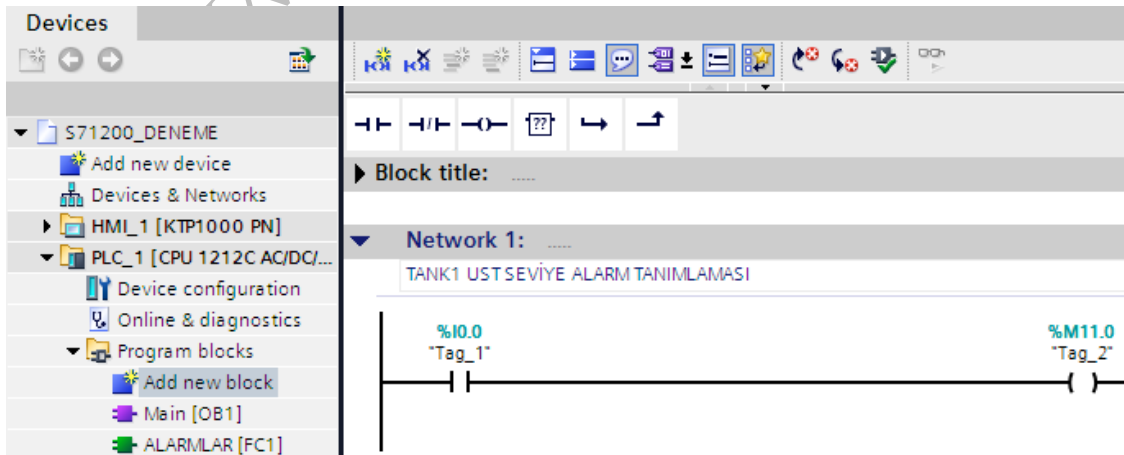 Devices
S71200_DENEME
Add new device
Devices & Networks
HMI_1 [KTP1000 PN]
PLC_1 [CPU 1212C AC/DC/...
Device configuration
Online & diagnostics
Program blocks
Add new block
Main [OB1]
ALARMLAR [FC1]
??
Block title: .....
Network 1: .....
TANK1 UST SEVİYE ALARM TANIMLAMASI
%I0.0
"Tag_1"
%M11.0
"Tag_2"